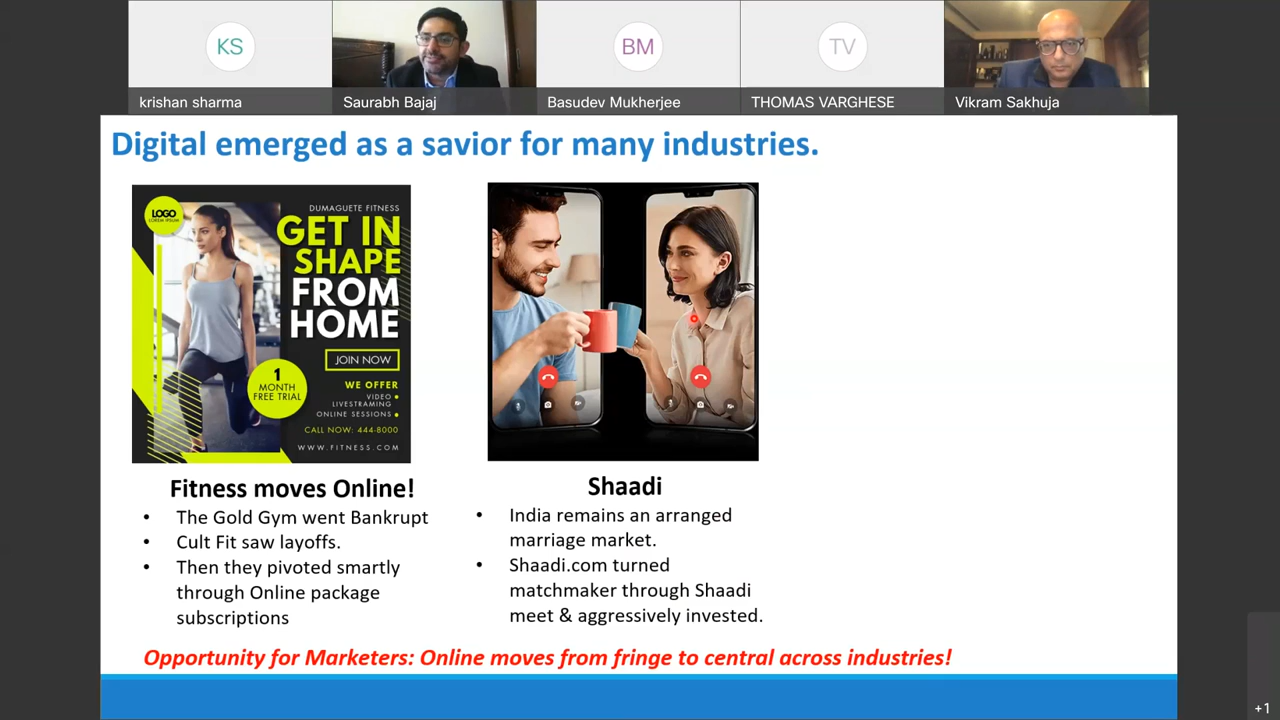 KS
BM
TV
krishan sharma
Saurabh Bajaj
Basudev Mukherjee
THOMAS VARGHESE
Vikram Sakhuja
Digital emerged as a savior for many industries.
LOGO
LOREM IPSUM
DUMAGUETE FITNESS
GET IN
SHAPE
FROM
HOME
JOIN NOW
1
MONTH
FREE TRIAL
WE OFFER
VIDEO •
LIVESTRAMING
ONLINE SESSIONS •
CALL NOW: 444-8000
WWW.FITNESS.COM
Fitness moves Online!
• The Gold Gym went Bankrupt
• Cult Fit saw layoffs.
• Then they pivoted smartly
through Online package
subscriptions
Shaadi
• India remains an arranged
marriage market.
• Shaadi.com turned
matchmaker through Shaadi
meet & aggressively invested.
Opportunity for Marketers: Online moves from fringe to central across industries!
+1